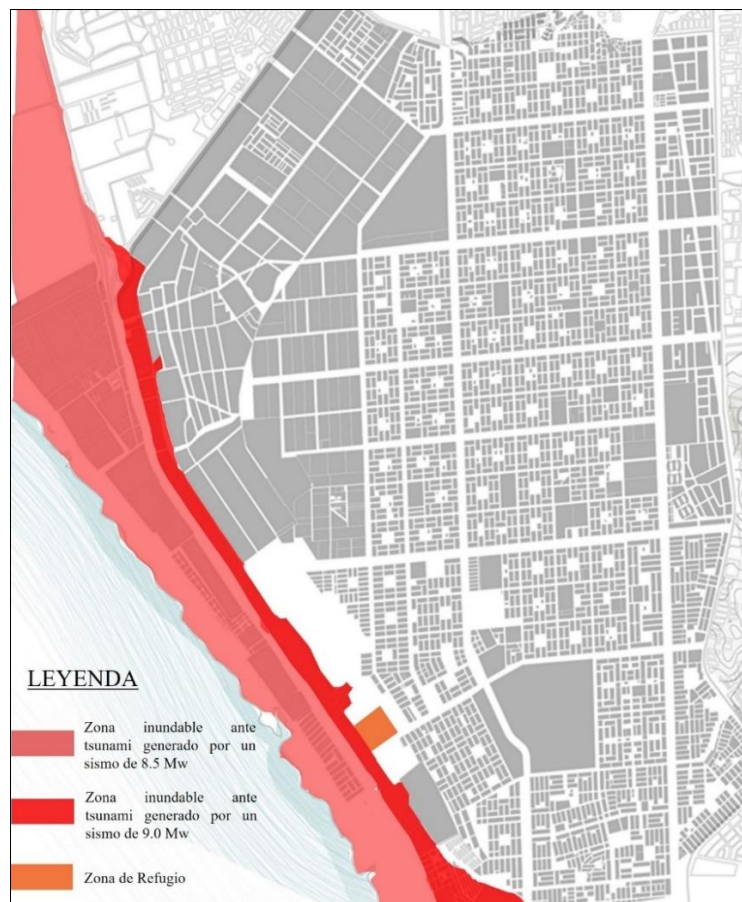 LEYENDA
Zona inundable ante
tsunami generado por un
sismo de 8.5 Mw
Zona inundable ante
tsunami generado por un
sismo de 9.0 Mw
Zona de Refugio